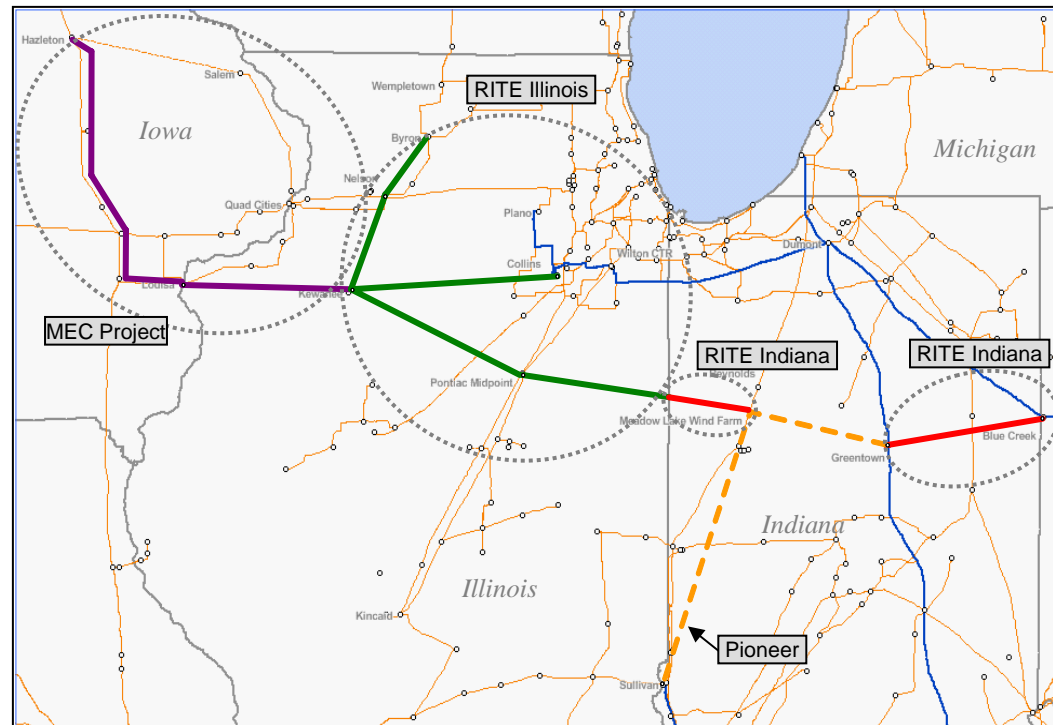 Hazleton
Salem
Wempletown
RITE Illinois
Iowa
Byron
Michigan
Nelson
Quad Cities
Plano
Dumont
Wilton CTR
Collins
Louisa
Kewanee
MEC Project
RITE Indiana
RITE Indiana
Reynolds
Pontiac Midpoint
Meadow Lake Wind Farm
Blue Creek
Greentown
Indiana
Illinois
Kincaid
Pioneer
Sullivan